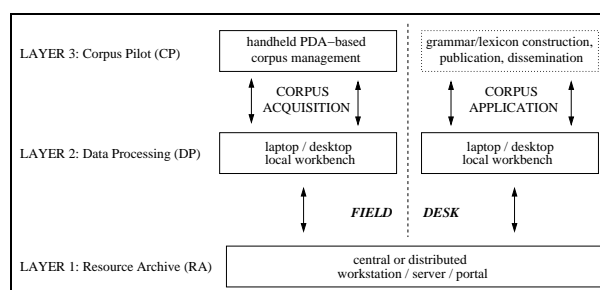 LAYER 3: Corpus Pilot (CP)
handheld PDA−based
corpus management
grammar/lexicon construction,
publication, dissemination
CORPUS
ACQUISITION
CORPUS
APPLICATION
LAYER 2: Data Processing (DP)
laptop / desktop
local workbench
laptop / desktop
local workbench
FIELD
DESK
LAYER 1: Resource Archive (RA)
central or distributed
workstation / server / portal